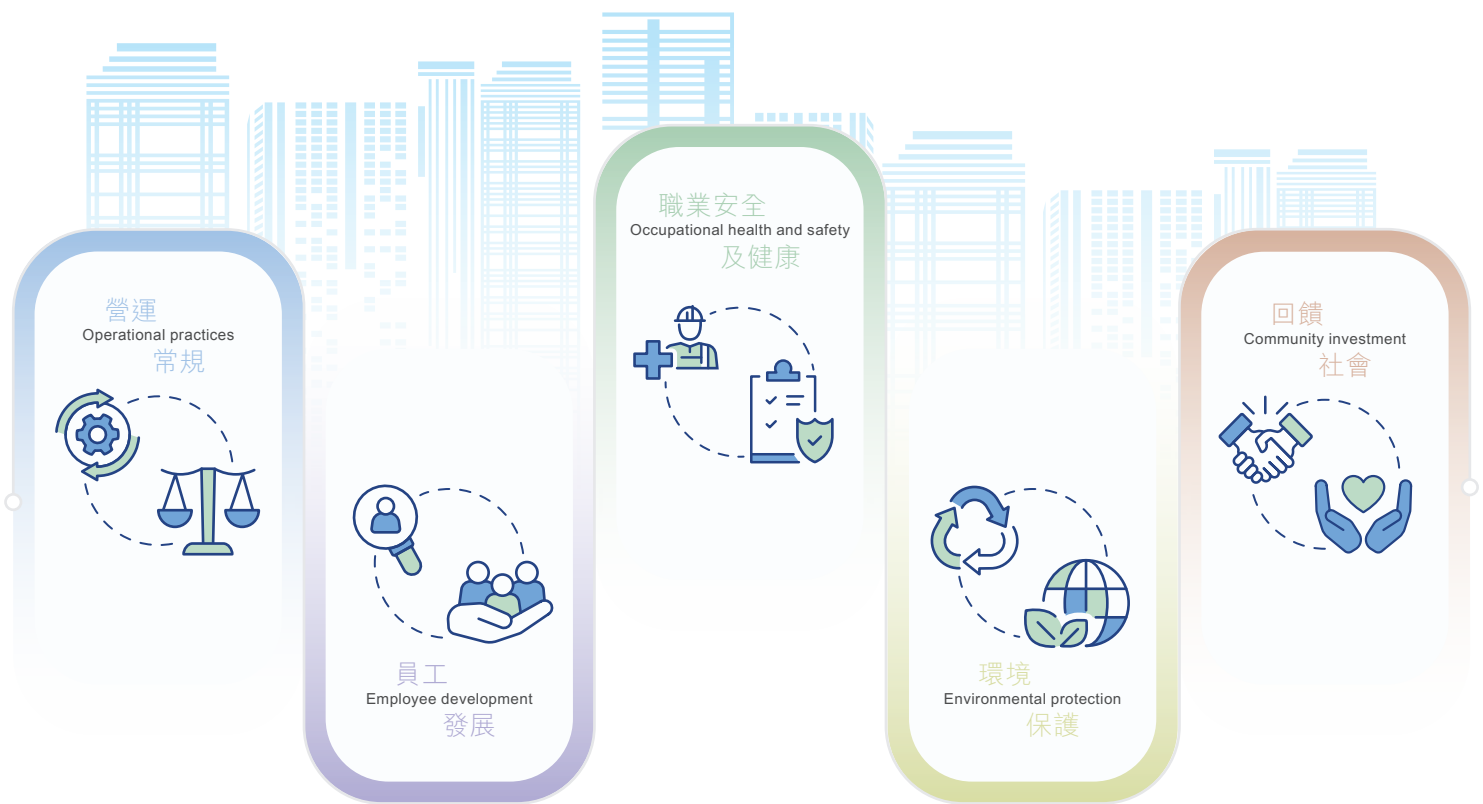 營運
Operational practices
常規
員工
Employee development
發展
職業安全
Occupational health and safety
及健康
環境
Environmental protection
保護
回饋
Community investment
社會